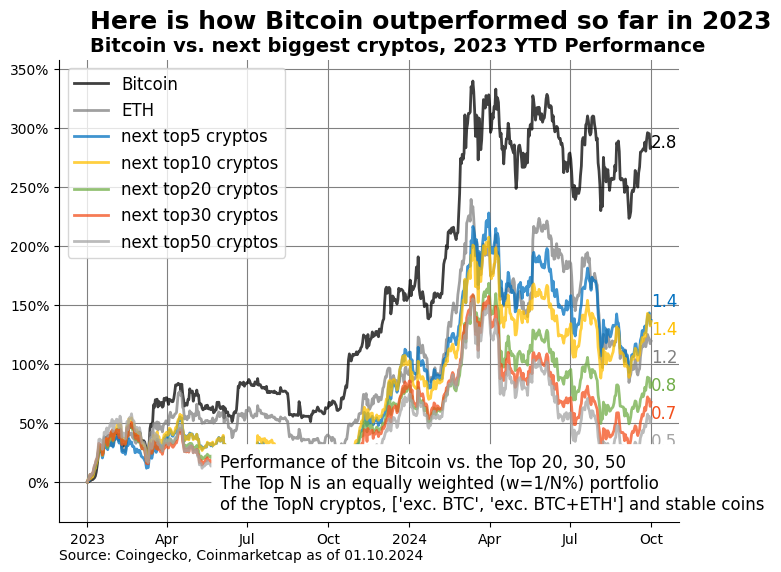 Here is how Bitcoin outperformed so far in 2023
Bitcoin vs. next biggest cryptos, 2023 YTD Performance
350%
300%
250%
200%
150%
100%
50%
0%
Bitcoin
ETH
next top5 cryptos
next top10 cryptos
next top20 cryptos
next top30 cryptos
next top50 cryptos
2.8
1.4
1.4
1.2
0.8
0.7
0.5
Performance of the Bitcoin vs. the Top 20, 30, 50
The Top N is an equally weighted (w=1/N%) portfolio
of the TopN cryptos, ['exc. BTC', 'exc. BTC+ETH'] and stable coins
2023 Apr Jul Oct 2024 Apr Jul Oct
Source: Coingecko, Coinmarketcap as of 01.10.2024